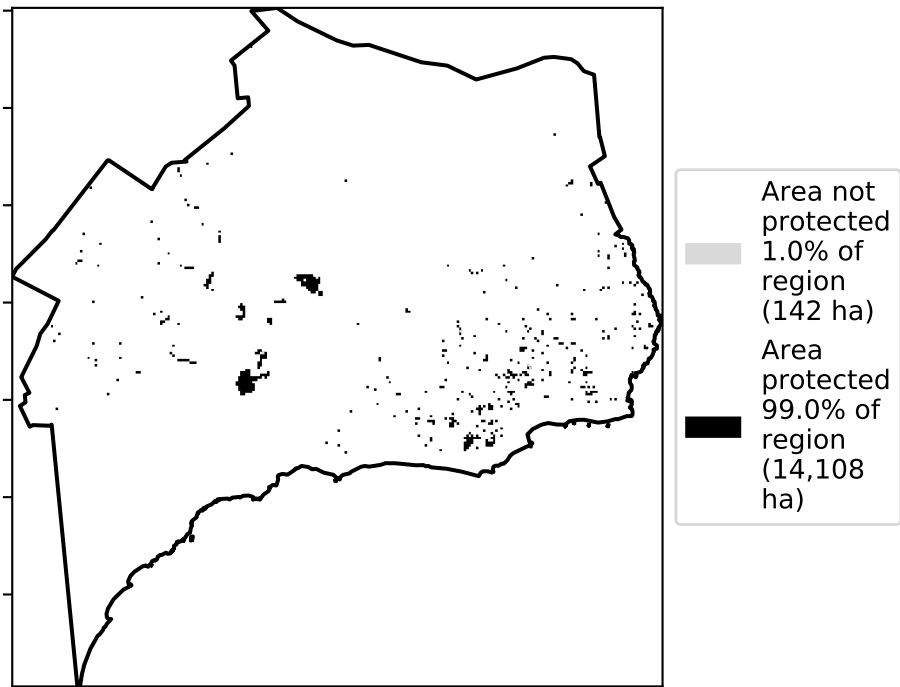 Area not
protected
1.0% of
region
(142 ha)
Area
protected
99.0% of
region
(14,108
ha)